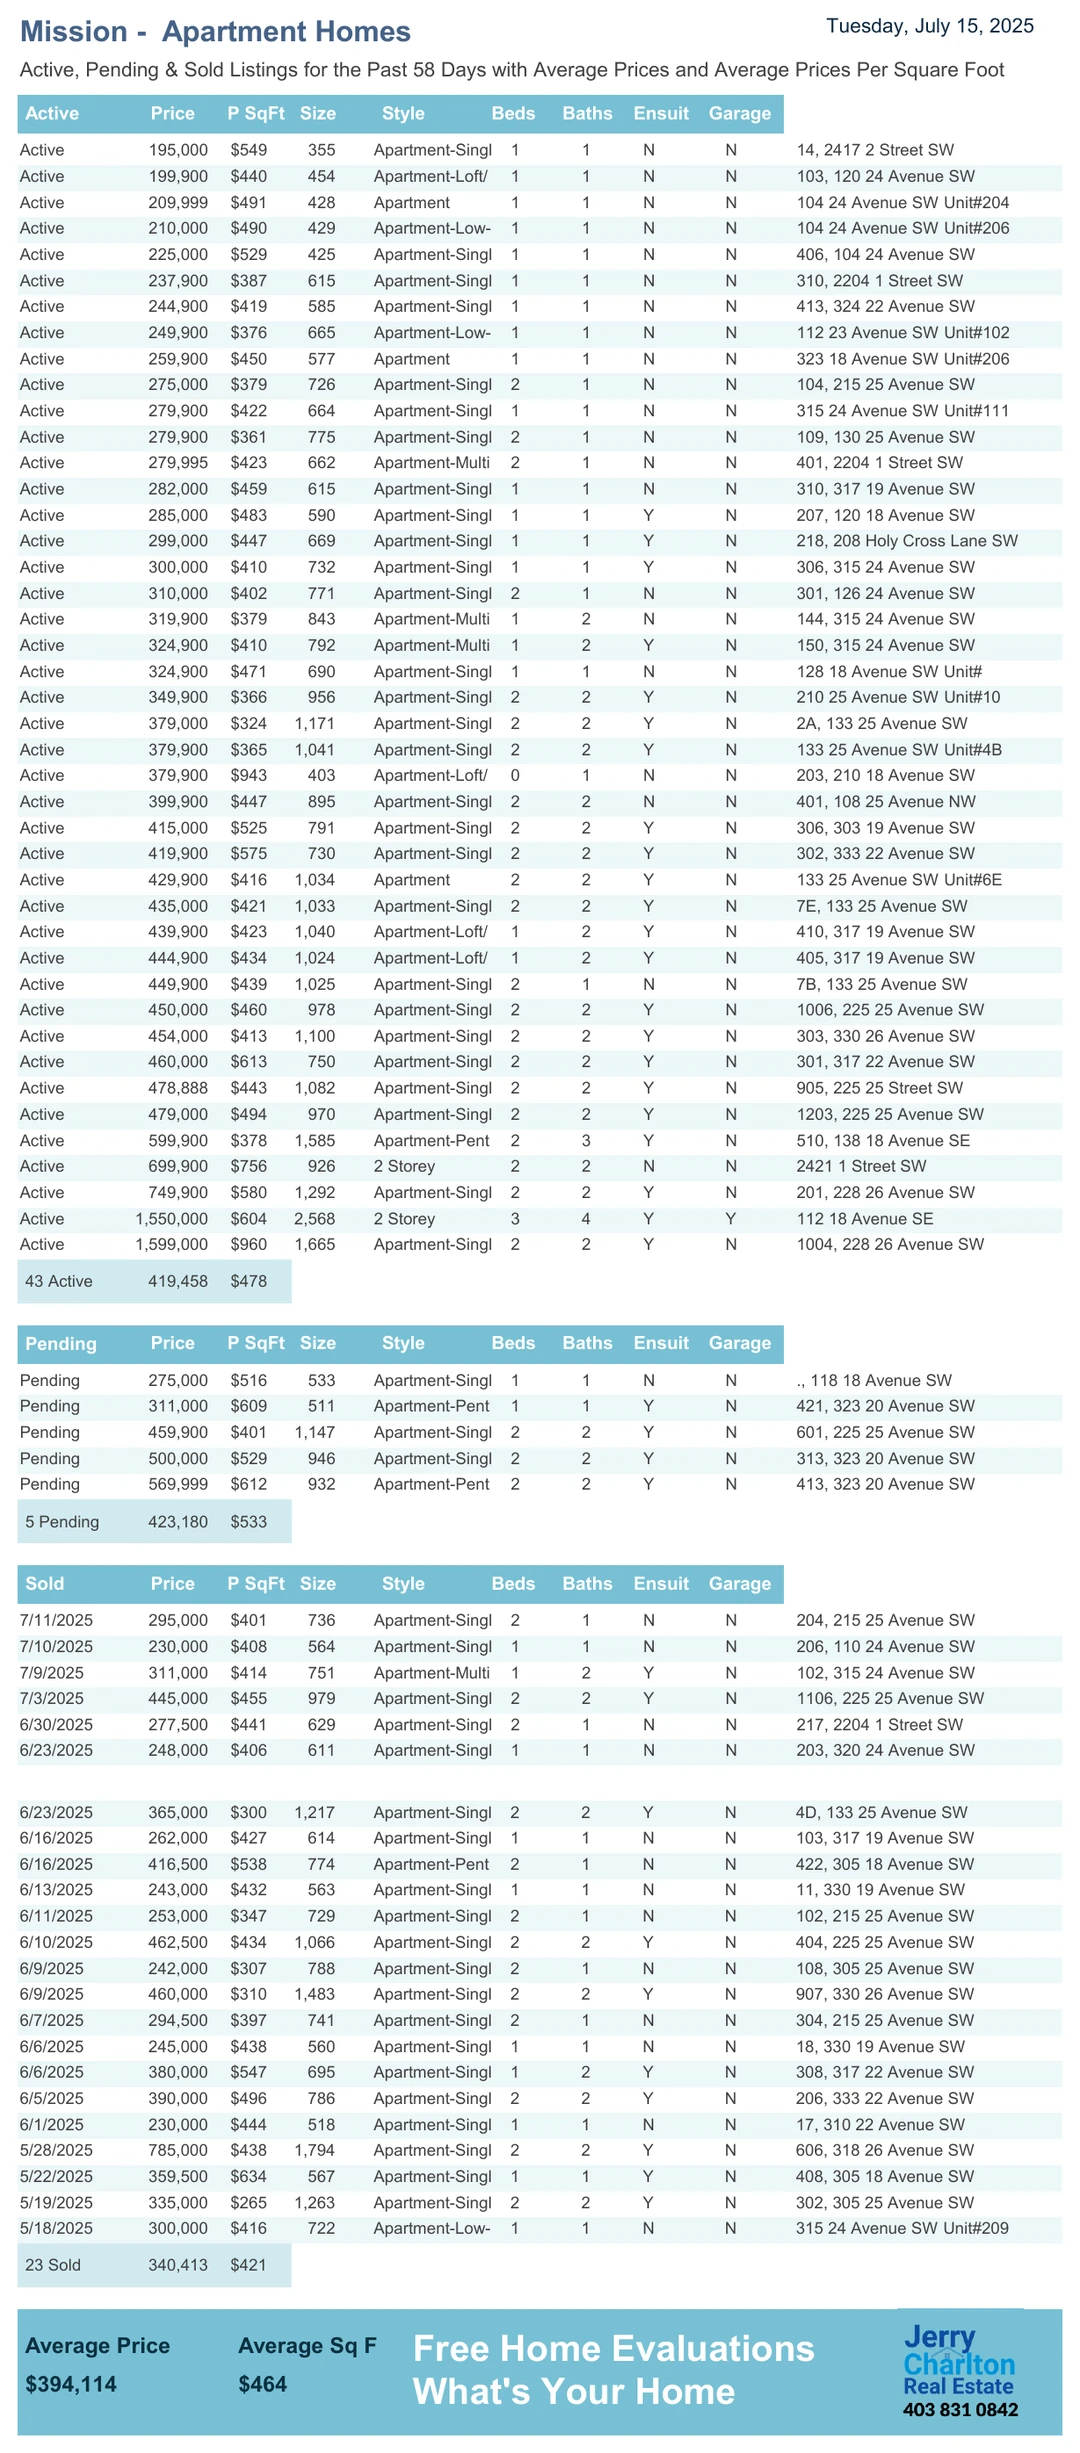 Mission -  Apartment Homes
Tuesday, July 15, 2025
Active, Pending & Sold Listings for the Past 58 Days with Average Prices and Average Prices Per Square Foot
Active Price P SqFt Size Style Beds Baths Ensuit Garage
Active 195,000 $549 355 Apartment-Singl 1 1 N N 14, 2417 2 Street SW
Active 199,900 $440 454 Apartment-Loft/ 1 1 N N 103, 120 24 Avenue SW
Active 209,999 $491 428 Apartment 1 1 N N 104 24 Avenue SW Unit#204
Active 210,000 $490 429 Apartment-Low- 1 1 N N 104 24 Avenue SW Unit#206
Active 225,000 $529 425 Apartment-Singl 1 1 N N 406, 104 24 Avenue SW
Active 237,900 $387 615 Apartment-Singl 1 1 N N 310, 2204 1 Street SW
Active 244,900 $419 585 Apartment-Singl 1 1 N N 413, 324 22 Avenue SW
Active 249,900 $376 665 Apartment-Low- 1 1 N N 112 23 Avenue SW Unit#102
Active 259,900 $450 577 Apartment 1 1 N N 323 18 Avenue SW Unit#206
Active 275,000 $379 726 Apartment-Singl 2 1 N N 104, 215 25 Avenue SW
Active 279,900 $422 664 Apartment-Singl 1 1 N N 315 24 Avenue SW Unit#111
Active 279,900 $361 775 Apartment-Singl 2 1 N N 109, 130 25 Avenue SW
Active 279,995 $423 662 Apartment-Multi 2 1 N N 401, 2204 1 Street SW
Active 282,000 $459 615 Apartment-Singl 1 1 N N 310, 317 19 Avenue SW
Active 285,000 $483 590 Apartment-Singl 1 1 Y N 207, 120 18 Avenue SW
Active 299,000 $447 669 Apartment-Singl 1 1 Y N 218, 208 Holy Cross Lane SW
Active 300,000 $410 732 Apartment-Singl 1 1 Y N 306, 315 24 Avenue SW
Active 310,000 $402 771 Apartment-Singl 2 1 N N 301, 126 24 Avenue SW
Active 319,900 $379 843 Apartment-Multi 1 2 N N 144, 315 24 Avenue SW
Active 324,900 $410 792 Apartment-Multi 1 2 Y N 150, 315 24 Avenue SW
Active 324,900 $471 690 Apartment-Singl 1 1 N N 128 18 Avenue SW Unit#
Active 349,900 $366 956 Apartment-Singl 2 2 Y N 210 25 Avenue SW Unit#10
Active 379,000 $324 1,171 Apartment-Singl 2 2 Y N 2A, 133 25 Avenue SW
Active 379,900 $365 1,041 Apartment-Singl 2 2 Y N 133 25 Avenue SW Unit#4B
Active 379,900 $943 403 Apartment-Loft/ 0 1 N N 203, 210 18 Avenue SW
Active 399,900 $447 895 Apartment-Singl 2 2 N N 401, 108 25 Avenue NW
Active 415,000 $525 791 Apartment-Singl 2 2 Y N 306, 303 19 Avenue SW
Active 419,900 $575 730 Apartment-Singl 2 2 Y N 302, 333 22 Avenue SW
Active 429,900 $416 1,034 Apartment 2 2 Y N 133 25 Avenue SW Unit#6E
Active 435,000 $421 1,033 Apartment-Singl 2 2 Y N 7E, 133 25 Avenue SW
Active 439,900 $423 1,040 Apartment-Loft/ 1 2 Y N 410, 317 19 Avenue SW
Active 444,900 $434 1,024 Apartment-Loft/ 1 2 Y N 405, 317 19 Avenue SW
Active 449,900 $439 1,025 Apartment-Singl 2 1 N N 7B, 133 25 Avenue SW
Active 450,000 $460 978 Apartment-Singl 2 2 Y N 1006, 225 25 Avenue SW
Active 454,000 $413 1,100 Apartment-Singl 2 2 Y N 303, 330 26 Avenue SW
Active 460,000 $613 750 Apartment-Singl 2 2 Y N 301, 317 22 Avenue SW
Active 478,888 $443 1,082 Apartment-Singl 2 2 Y N 905, 225 25 Street SW
Active 479,000 $494 970 Apartment-Singl 2 2 Y N 1203, 225 25 Avenue SW
Active 599,900 $378 1,585 Apartment-Pent 2 3 Y N 510, 138 18 Avenue SE
Active 699,900 $756 926 2 Storey 2 2 N N 2421 1 Street SW
Active 749,900 $580 1,292 Apartment-Singl 2 2 Y N 201, 228 26 Avenue SW
Active 1,550,000 $604 2,568 2 Storey 3 4 Y Y 112 18 Avenue SE
Active 1,599,000 $960 1,665 Apartment-Singl 2 2 Y N 1004, 228 26 Avenue SW
43 Active 419,458 $478
Pending Price P SqFt Size Style Beds Baths Ensuit Garage
Pending 275,000 $516 533 Apartment-Singl 1 1 N N ., 118 18 Avenue SW
Pending 311,000 $609 511 Apartment-Pent 1 1 Y N 421, 323 20 Avenue SW
Pending 459,900 $401 1,147 Apartment-Singl 2 2 Y N 601, 225 25 Avenue SW
Pending 500,000 $529 946 Apartment-Singl 2 2 Y N 313, 323 20 Avenue SW
Pending 569,999 $612 932 Apartment-Pent 2 2 Y N 413, 323 20 Avenue SW
5 Pending 423,180 $533
Sold Price P SqFt Size Style Beds Baths Ensuit Garage
7/11/2025 295,000 $401 736 Apartment-Singl 2 1 N N 204, 215 25 Avenue SW
7/10/2025 230,000 $408 564 Apartment-Singl 1 1 N N 206, 110 24 Avenue SW
7/9/2025 311,000 $414 751 Apartment-Multi 1 2 Y N 102, 315 24 Avenue SW
7/3/2025 445,000 $455 979 Apartment-Singl 2 2 Y N 1106, 225 25 Avenue SW
6/30/2025 277,500 $441 629 Apartment-Singl 2 1 N N 217, 2204 1 Street SW
6/23/2025 248,000 $406 611 Apartment-Singl 1 1 N N 203, 320 24 Avenue SW
6/23/2025 365,000 $300 1,217 Apartment-Singl 2 2 Y N 4D, 133 25 Avenue SW
6/16/2025 262,000 $427 614 Apartment-Singl 1 1 N N 103, 317 19 Avenue SW
6/16/2025 416,500 $538 774 Apartment-Pent 2 1 N N 422, 305 18 Avenue SW
6/13/2025 243,000 $432 563 Apartment-Singl 1 1 N N 11, 330 19 Avenue SW
6/11/2025 253,000 $347 729 Apartment-Singl 2 1 N N 102, 215 25 Avenue SW
6/10/2025 462,500 $434 1,066 Apartment-Singl 2 2 Y N 404, 225 25 Avenue SW
6/9/2025 242,000 $307 788 Apartment-Singl 2 1 N N 108, 305 25 Avenue SW
6/9/2025 460,000 $310 1,483 Apartment-Singl 2 2 Y N 907, 330 26 Avenue SW
6/7/2025 294,500 $397 741 Apartment-Singl 2 1 N N 304, 215 25 Avenue SW
6/6/2025 245,000 $438 560 Apartment-Singl 1 1 N N 18, 330 19 Avenue SW
6/6/2025 380,000 $547 695 Apartment-Singl 1 2 Y N 308, 317 22 Avenue SW
6/5/2025 390,000 $496 786 Apartment-Singl 2 2 Y N 206, 333 22 Avenue SW
6/1/2025 230,000 $444 518 Apartment-Singl 1 1 N N 17, 310 22 Avenue SW
5/28/2025 785,000 $438 1,794 Apartment-Singl 2 2 Y N 606, 318 26 Avenue SW
5/22/2025 359,500 $634 567 Apartment-Singl 1 1 Y N 408, 305 18 Avenue SW
5/19/2025 335,000 $265 1,263 Apartment-Singl 2 2 Y N 302, 305 25 Avenue SW
5/18/2025 300,000 $416 722 Apartment-Low- 1 1 N N 315 24 Avenue SW Unit#209
23 Sold 340,413 $421
Average Price Average Sq F
$394,114 $464
Free Home Evaluations
What's Your Home
Jerry
Charlton
Real Estate
403 831 0842